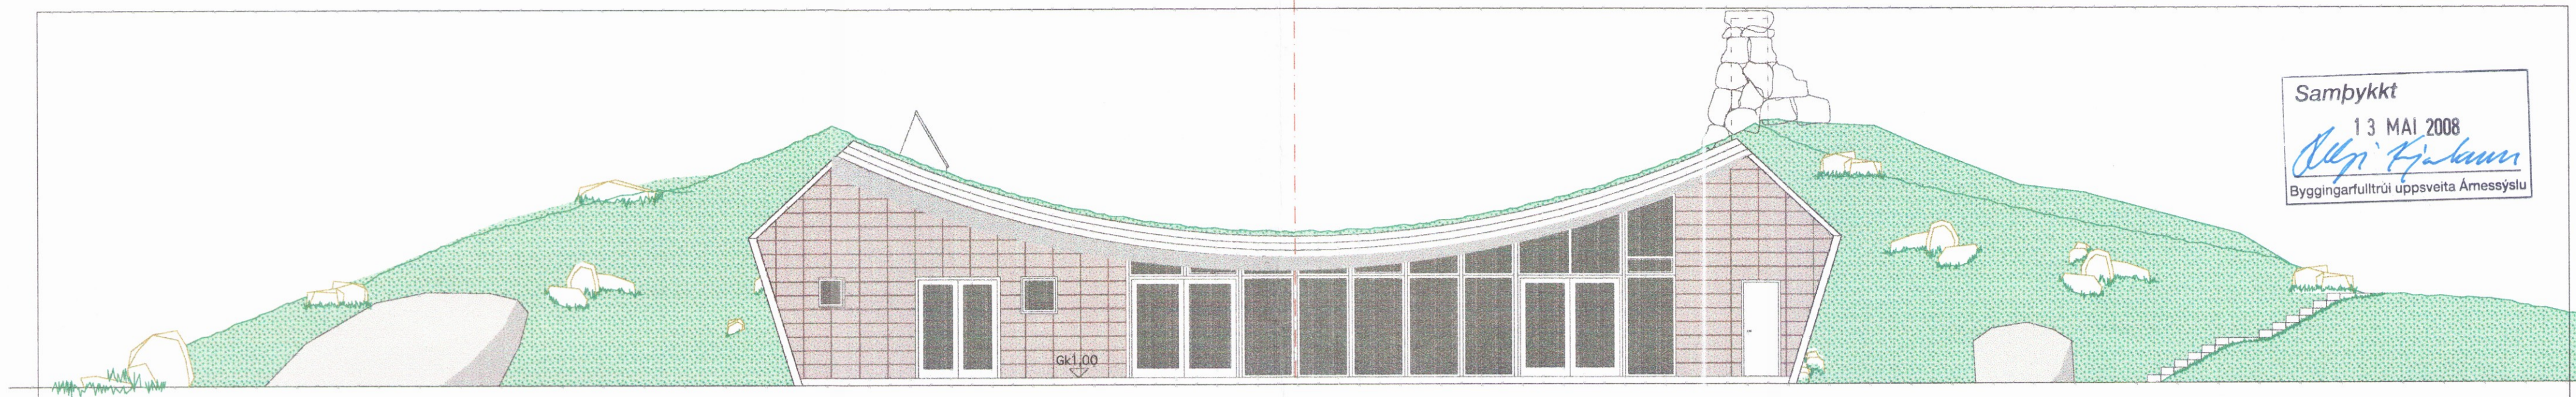 Samþykkt
13 MAI 2008
Byggingarfulltrúi uppsveita Árnessýslu
Gk1,00